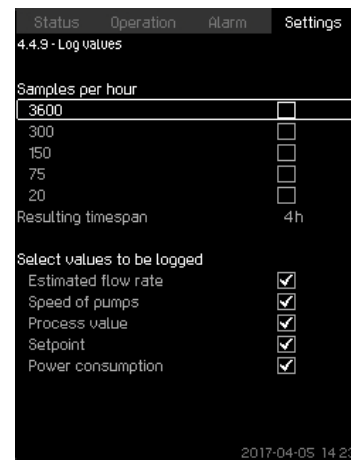 Status Operation Alarm Settings
4.4.9 - Log values
Samples per hour
3600
300
150
75
20
Resulting timespan 4h
Select values to be logged
Estimated flow rate
Speed of pumps
Process value
Setpoint
Power consumption
2017-04-05 14:23